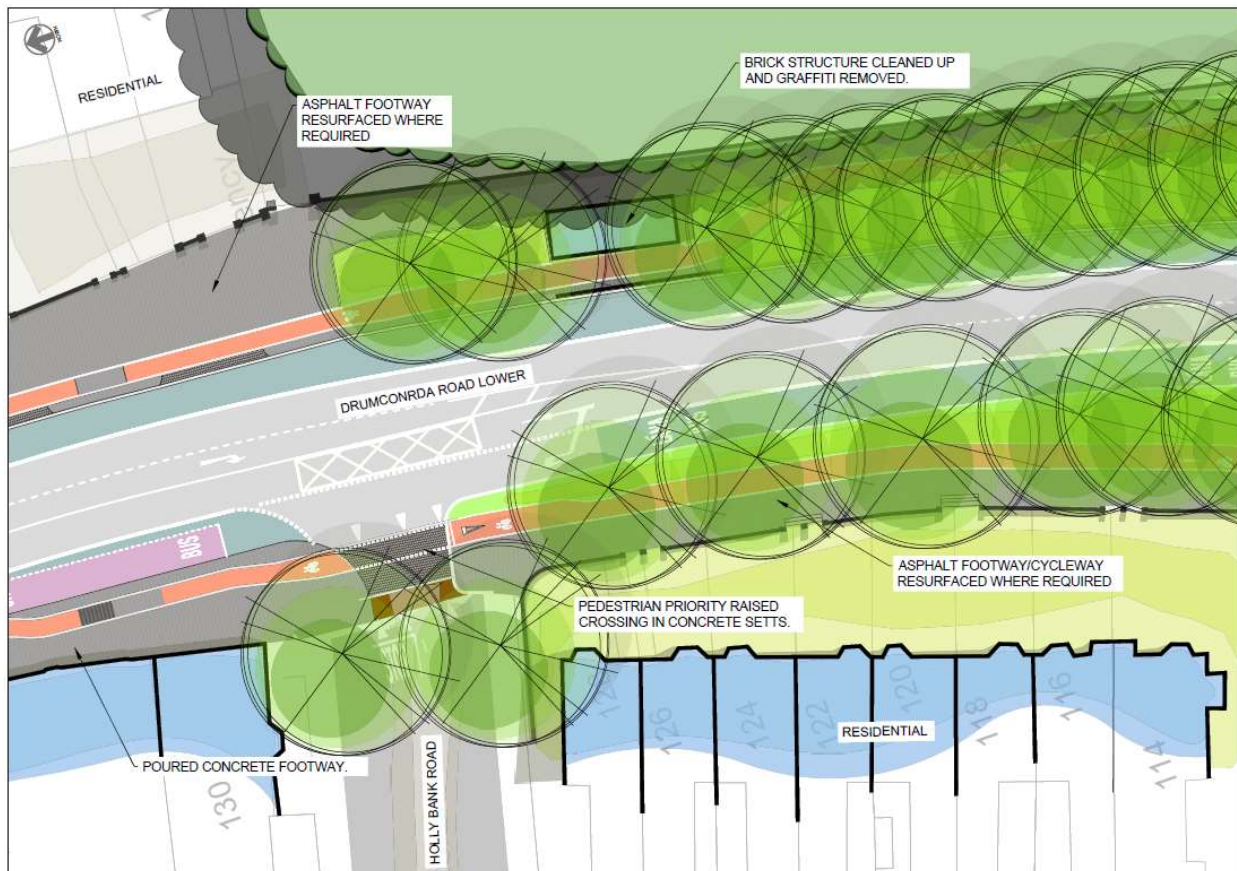 NORTH
RESIDENTIAL
ASPHALT FOOTWAY
RESURFACED WHERE
REQUIRED
BRICK STRUCTURE CLEANED UP
AND GRAFFITI REMOVED.
DRUMCONRDA ROAD LOWER
BUS
BUS
ASPHALT FOOTWAY/CYCLEWAY
RESURFACED WHERE REQUIRED
PEDESTRIAN PRIORITY RAISED
CROSSING IN CONCRETE SETTS.
POURED CONCRETE FOOTWAY.
130
HOLLY BANK ROAD
126
124
122
120
118
116
114
RESIDENTIAL